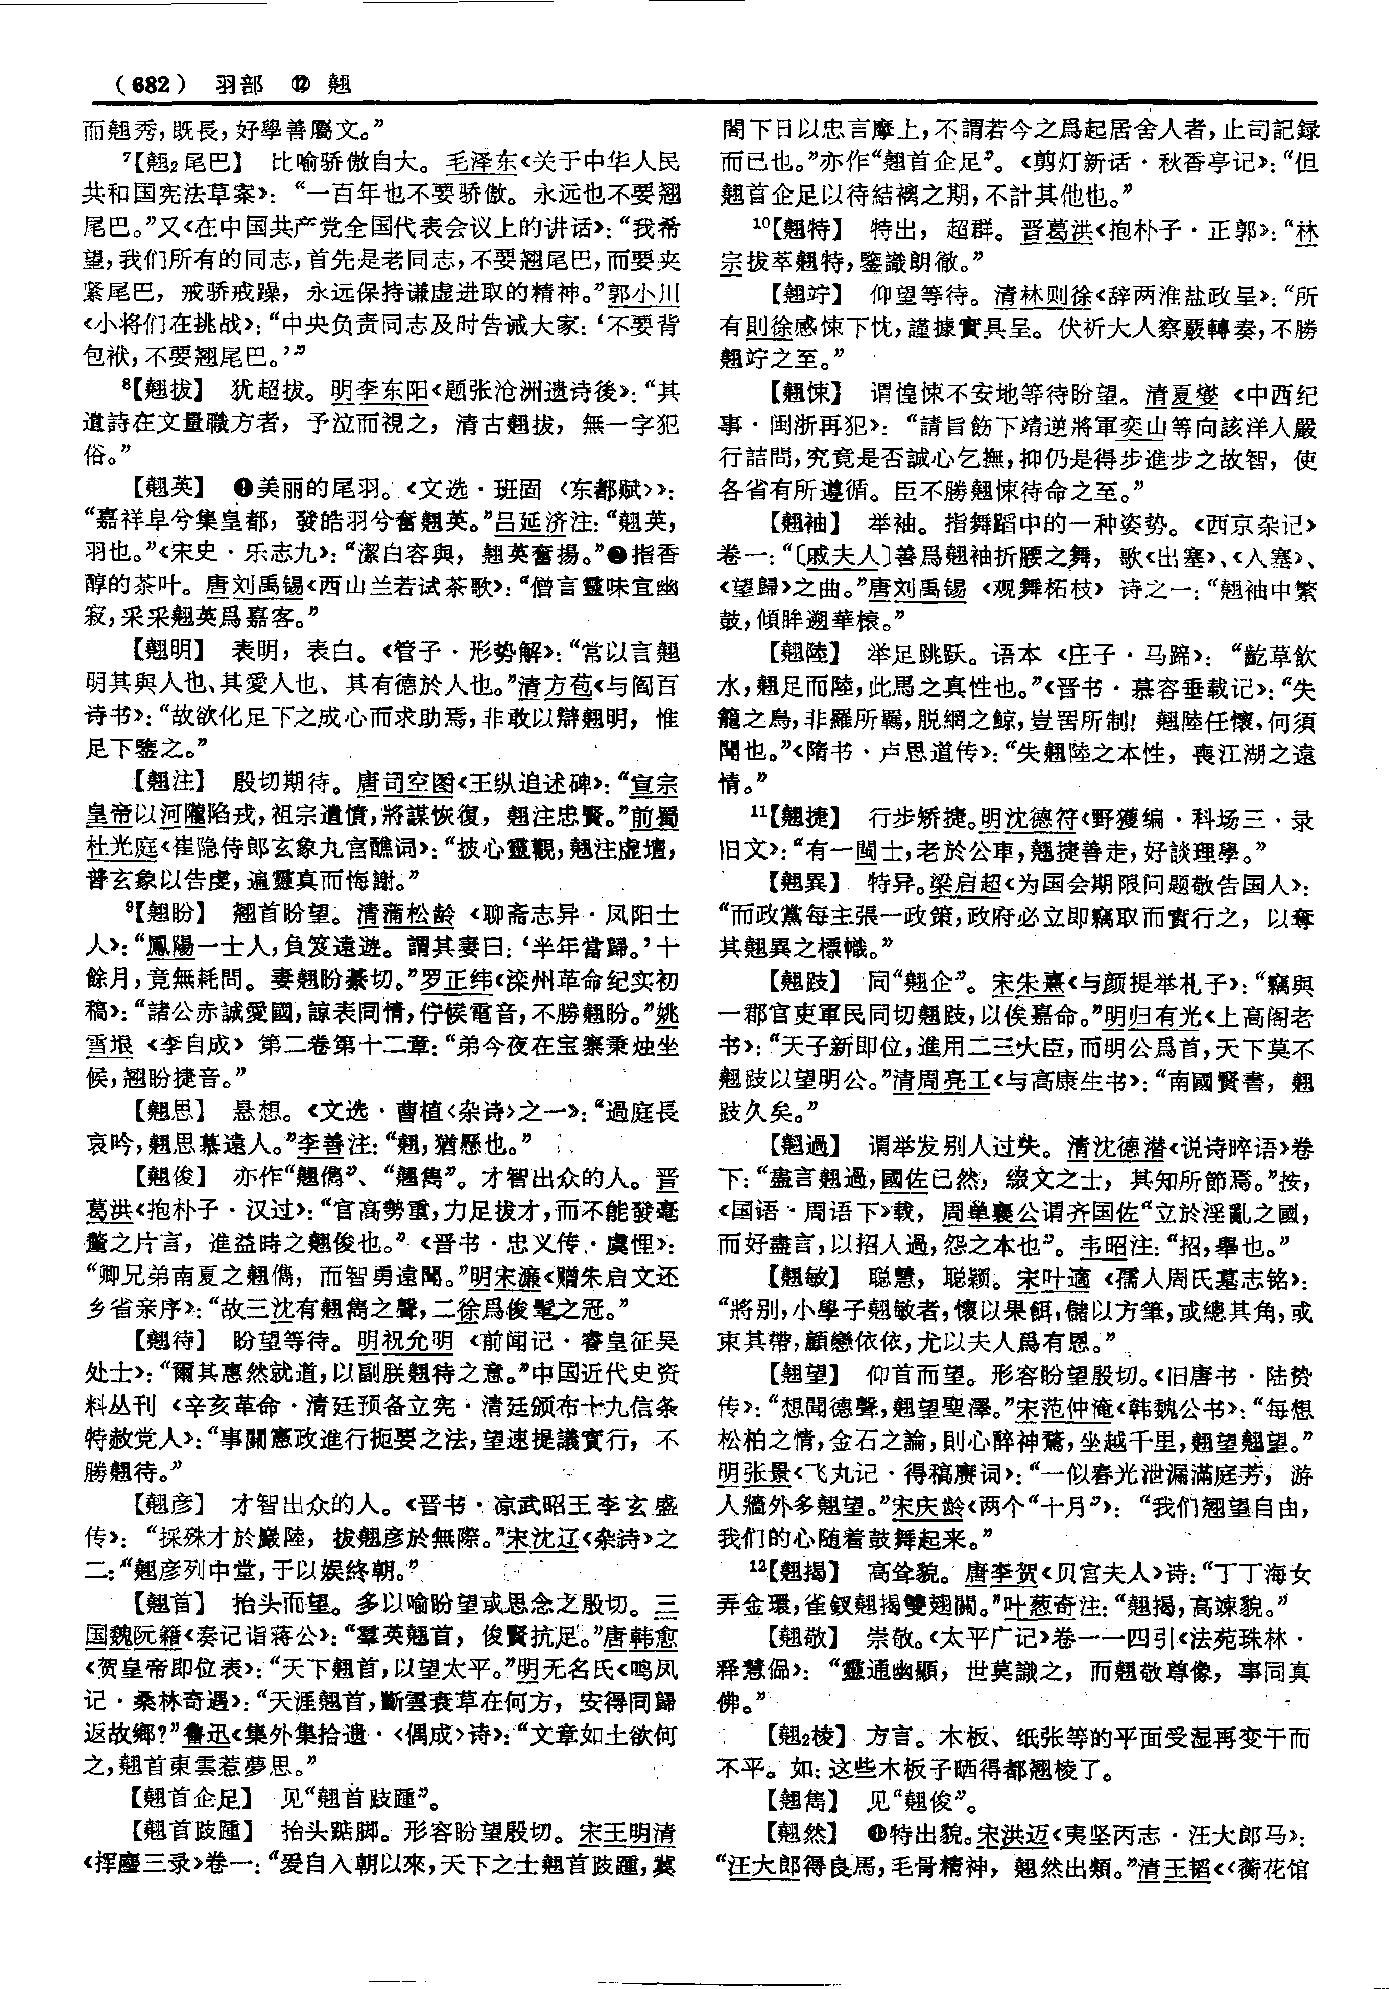 （682） 羽部 ⑫ 翘
而翹秀，既長，好學善屬文。”
7【翘₂尾巴】 比喻骄傲自大。毛泽东《关于中华人民
共和国宪法草案》：“一百年也不要骄傲。永远也不要翘
尾巴。”又《在中国共产党全国代表会议上的讲话》：“我希
望，我们所有的同志，首先是老同志，不要翘尾巴，而要夹
紧尾巴，戒骄戒躁，永远保持谦虚进取的精神。”郭小川
《小将们在挑战》：“中央负责同志及时告诫大家：‘不要背
包袱，不要翘尾巴。’”
8【翘拔】 犹超拔。明李东阳《题张沧洲遗诗後》：“其
遺詩在文量職方者，予泣而視之，清古翹拔，無一字犯
俗。”
【翘英】 ❶美丽的尾羽。《文选·班固〈东都赋〉》：
“嘉祥阜兮集皇都，發皓羽兮奮翹英。”吕延济注：“翹英，
羽也。”《宋史·乐志九》：“潔白容與，翹英奮揚。”❷指香
醇的茶叶。唐刘禹锡《西山兰若试茶歌》：“僧言靈味宜幽
寂，采采翹英爲嘉客。”
【翘明】 表明，表白。《管子·形势解》：“常以言翹
明其與人也、其愛人也、其有德於人也。”清方苞《与阎百
诗书》：“故欲化足下之成心而求助焉，非敢以辯翹明，惟
足下鑒之。”
【翘注】 殷切期待。唐司空图《王纵追述碑》：“宣宗
皇帝以河隴陷戎，祖宗遺憤，將謀恢復，翹注忠賢。”前蜀
杜光庭《崔隐侍郎玄象九宫醮词》：“披心靈觀，翹注虚壇，
普玄象以告虔，遍靈真而悔謝。”
9【翘盼】 翘首盼望。清蒲松龄《聊斋志异·凤阳士
人》：“鳳陽一士人，負笈遠遊。謂其妻曰：‘半年當歸。’十
餘月，竟無耗問。妻翹盼綦切。”罗正纬《滦州革命纪实初
稿》：“諸公赤誠愛國，諒表同情，佇候電音，不勝翹盼。”姚
雪垠《李自成》第二卷第十二章：“弟今夜在宝寨秉烛坐
候，翘盼捷音。”
【翘思】 悬想。《文选·曹植〈杂诗〉之一》：“過庭長
哀吟，翹思慕遠人。”李善注：“翹，猶懸也。”
【翘俊】 亦作“翹儁”、“翹雋”。才智出众的人。晋
葛洪《抱朴子·汉过》：“官高勢重，力足拔才，而不能發毫
釐之片言，進益時之翹俊也。”《晋书·忠义传·虞悝》：
“卿兄弟南夏之翹儁，而智勇遠聞。”明宋濂《赠朱启文还
乡省亲序》：“故三沈有翹雋之聲，二徐爲俊髦之冠。”
【翘待】 盼望等待。明祝允明《前闻记·睿皇征吴
处士》：“爾其惠然就道，以副朕翹待之意。”中国近代史资
料丛刊《辛亥革命·清廷预备立宪·清廷颁布十九信条
特赦党人》：“事關憲政進行扼要之法，望速提議實行，不
勝翹待。”
【翘彦】 才智出众的人。《晋书·凉武昭王李玄盛
传》：“採殊才於巖陸，拔翹彦於無際。”宋沈辽《杂詩》之
二：“翹彦列中堂，于以娱終朝。”
【翘首】 抬头而望。多以喻盼望或思念之殷切。三
国魏阮籍《奏记诣蒋公》：“羣英翹首，俊賢抗足。”唐韩愈
《贺皇帝即位表》：“天下翹首，以望太平。”明无名氏《鸣凤
记·桑林奇遇》：“天涯翹首，斷雲衰草在何方，安得同歸
返故鄉？”鲁迅《集外集拾遗·〈偶成〉诗》：“文章如土欲何
之，翹首東雲惹夢思。”
【翘首企足】 见“翹首跂踵”。
【翘首跂踵】 抬头踮脚。形容盼望殷切。宋王明清
《挥麈三录》卷一：“爰自入朝以來，天下之士翹首跂踵，冀
閣下日以忠言摩上，不謂若今之爲起居舍人者，止司記録
而已也。”亦作“翹首企足”。《剪灯新话·秋香亭记》：“但
翹首企足以待結褵之期，不計其他也。”
10【翘特】 特出，超群。晋葛洪《抱朴子·正郭》：“林
宗拔萃翹特，鑒識朗徹。”
【翘竚】 仰望等待。清林则徐《辞两淮盐政呈》：“所
有則徐感悚下忱，謹據實具呈。伏祈大人察覈轉奏，不勝
翹竚之至。”
【翘悚】 谓惶悚不安地等待盼望。清夏燮《中西纪
事·闽浙再犯》：“請旨飭下靖逆將軍奕山等向該洋人嚴
行詰問，究竟是否誠心乞撫，抑仍是得步進步之故智，使
各省有所遵循。臣不勝翹悚待命之至。”
【翘袖】 举袖。指舞蹈中的一种姿势。《西京杂记》
卷一：“〔戚夫人〕善爲翹袖折腰之舞，歌《出塞》、《入塞》、
《望歸》之曲。”唐刘禹锡《观舞柘枝》诗之一：“翹袖中繁
鼓，傾眸遡華榱。”
【翘陸】 举足跳跃。语本《庄子·马蹄》：“齕草飲
水，翹足而陸，此馬之真性也。”《晋书·慕容垂载记》：“失
籠之鳥，非羅所羈，脱網之鯨，豈罟所制！翹陸任懷，何須
聞也。”《隋书·卢思道传》：“失翹陸之本性，喪江湖之遠
情。”
11【翘捷】 行步矫捷。明沈德符《野獲编·科场三·录
旧文》：“有一閩士，老於公車，翹捷善走，好談理學。”
【翘異】 特异。梁启超《为国会期限问题敬告国人》：
“而政黨每主張一政策，政府必立即竊取而實行之，以奪
其翹異之標幟。”
【翘跂】 同“翹企”。宋朱熹《与颜提举札子》：“竊與
一郡官吏軍民同切翹跂，以俟嘉命。”明归有光《上高阁老
书》：“天子新即位，進用二三大臣，而明公爲首，天下莫不
翹跂以望明公。”清周亮工《与高康生书》：“南國賢書，翹
跂久矣。”
【翘過】 谓举发别人过失。清沈德潜《说诗晬语》卷
下：“盡言翹過，國佐已然，綴文之士，其知所節焉。”按，
《国语·周语下》载，周单襄公谓齐国佐“立於淫亂之國，
而好盡言，以招人過，怨之本也”。韦昭注：“招，舉也。”
【翘敏】 聪慧，聪颖。宋叶適《孺人周氏墓志铭》：
“將别，小學子翹敏者，懷以果餌，儲以方筆，或總其角，或
束其帶，顧戀依依，尤以夫人爲有恩。”
【翘望】 仰首而望。形容盼望殷切。《旧唐书·陆贽
传》：“想聞德聲，翹望聖澤。”宋范仲淹《韩魏公书》：“每想
松柏之情，金石之論，則心醉神騖，坐越千里，翹望翹望。”
明张景《飞丸记·得稿赓词》：“一似春光泄漏滿庭芳，游
人牆外多翹望。”宋庆龄《两个“十月”》：“我们翘望自由，
我们的心随着鼓舞起来。”
12【翘揭】 高耸貌。唐李贺《贝宫夫人》诗：“丁丁海女
弄金環，雀釵翹揭雙翅關。”叶葱奇注：“翹揭，高竦貌。”
【翘敬】 崇敬。《太平广记》卷一一四引《法苑珠林·
释慧侃》：“靈通幽顯，世莫識之，而翹敬尊像，事同真
佛。”
【翘₂棱】 方言。木板、纸张等的平面受湿再变干而
不平。如：这些木板子晒得都翘棱了。
【翘雋】 见“翘俊”。
【翘然】 ❶特出貌。宋洪迈《夷坚丙志·汪大郎马》：
“汪大郎得良馬，毛骨精神，翹然出類。”清王韬《〈蘅花馆